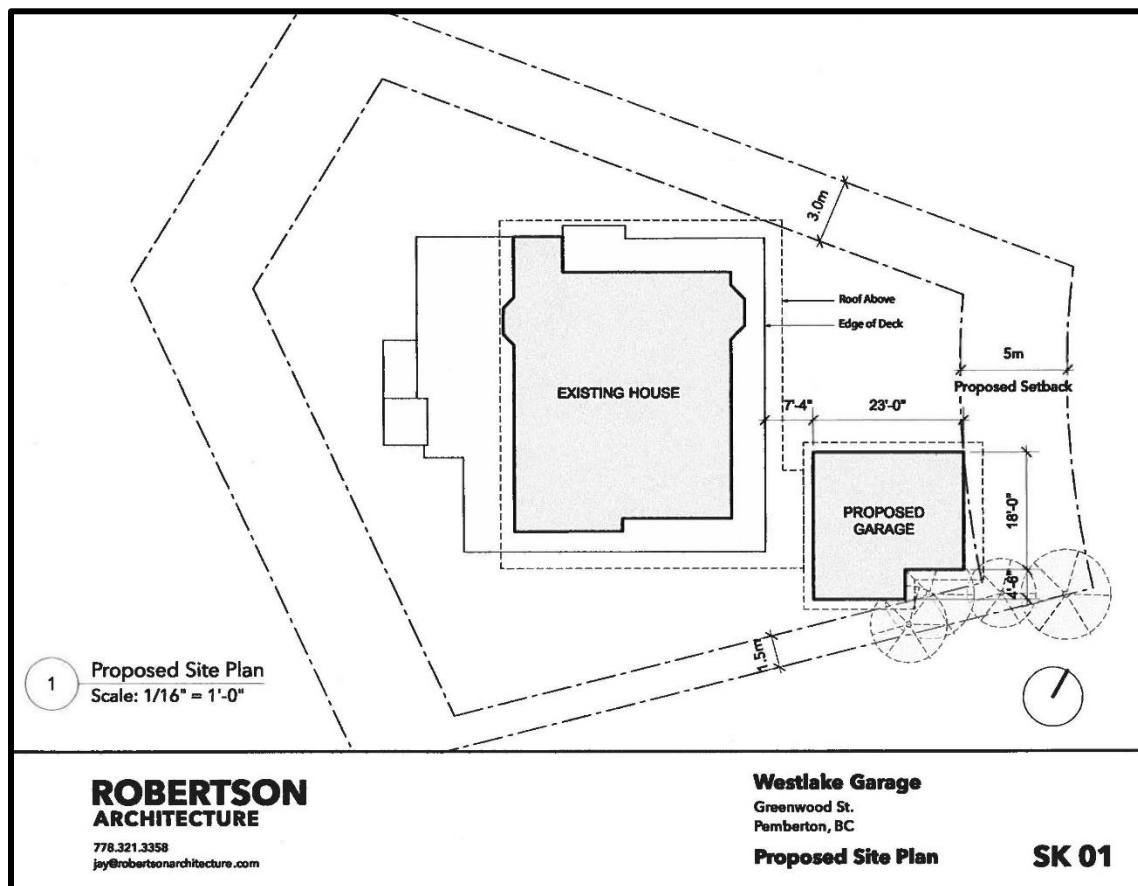 3.0m
Roof Above
Edge of Deck
5m
Proposed Setback
EXISTING HOUSE
7'-4"
23'-0"
PROPOSED
GARAGE
18'-0"
4'-6"
1.5m
1
Proposed Site Plan
Scale: 1/16" = 1'-0"
ROBERTSON
ARCHITECTURE
778.321.3358
jay@robertsonarchitecture.com
Westlake Garage
Greenwood St.
Pemberton, BC
Proposed Site Plan
SK 01